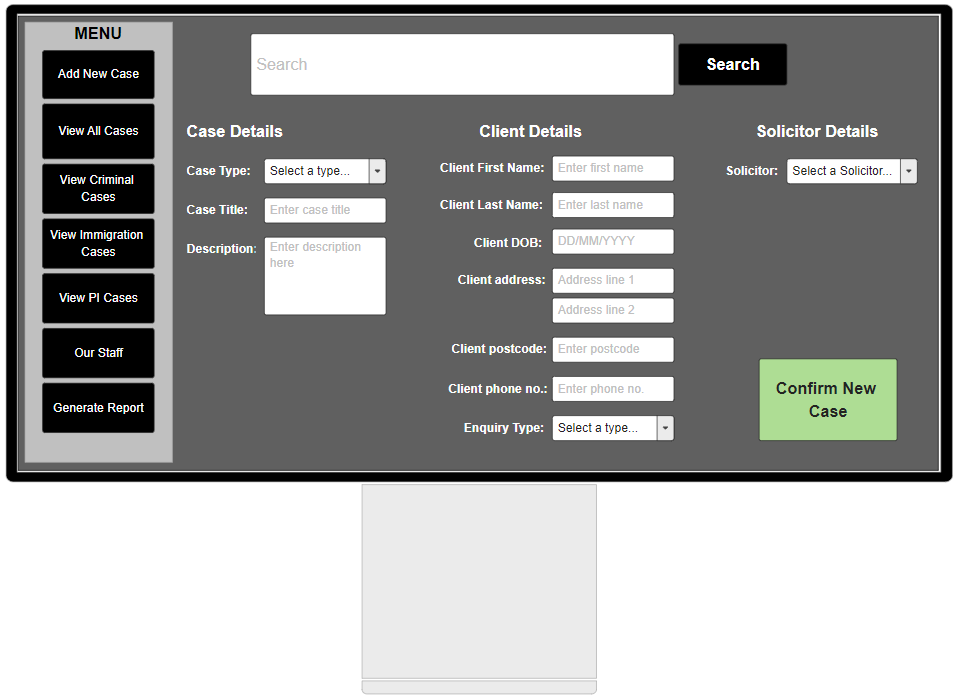 MENU
Add New Case
View All Cases
View Criminal
Cases
View Immigration
Cases
View PI Cases
Our Staff
Generate Report
Search
Search
Case Details
Case Type:
Select a type...
Case Title:
Enter case title
Description:
Enter description
here
Client Details
Client First Name:
Enter first name
Client Last Name:
Enter last name
Client DOB:
DD/MM/YYYY
Client address:
Address line 1
Address line 2
Client postcode:
Enter postcode
Client phone no.:
Enter phone no.
Enquiry Type:
Select a type...
Solicitor Details
Solicitor:
Select a Solicitor...
Confirm New
Case